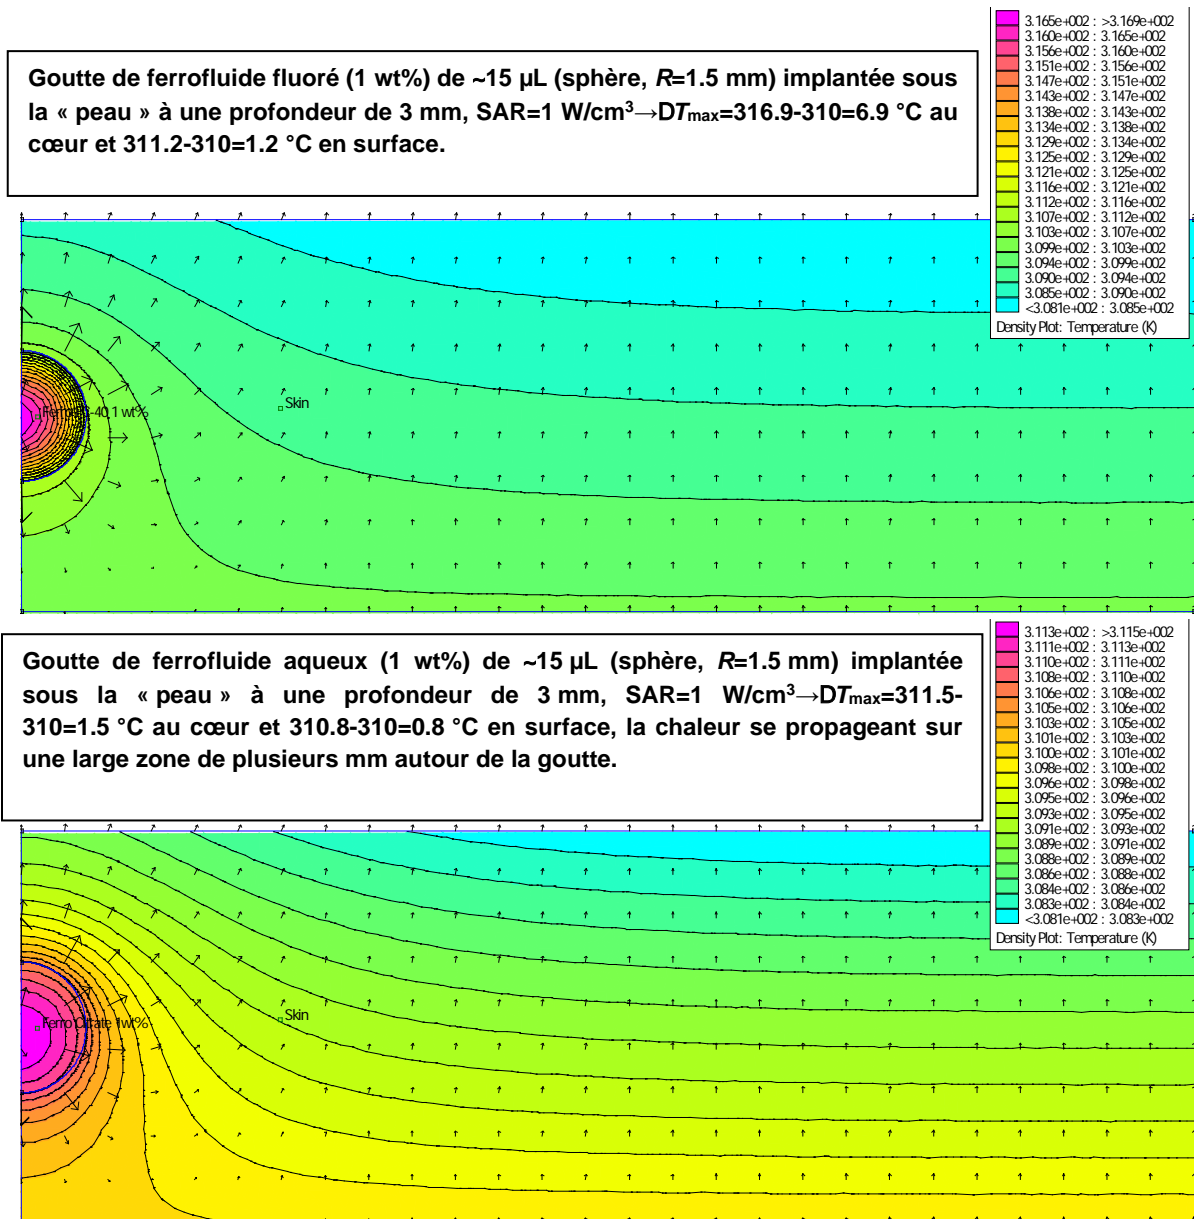 3.165e+002 : >3.169e+002
3.160e+002 : 3.165e+002
3.156e+002 : 3.160e+002
3.151e+002 : 3.156e+002
3.147e+002 : 3.151e+002
3.143e+002 : 3.147e+002
3.138e+002 : 3.143e+002
3.134e+002 : 3.138e+002
3.129e+002 : 3.134e+002
3.125e+002 : 3.129e+002
3.121e+002 : 3.125e+002
3.116e+002 : 3.121e+002
3.112e+002 : 3.116e+002
3.107e+002 : 3.112e+002
3.103e+002 : 3.107e+002
3.099e+002 : 3.103e+002
3.094e+002 : 3.099e+002
3.090e+002 : 3.094e+002
3.085e+002 : 3.090e+002
<3.081e+002 : 3.085e+002
Density Plot: Temperature (K)
Goutte de ferrofluide fluoré (1 wt%) de ~15 µL (sphère, R=1.5 mm) implantée sous
la « peau » à une profondeur de 3 mm, SAR=1 W/cm³→DTmax=316.9-310=6.9 °C au
cœur et 311.2-310=1.2 °C en surface.
-40 1 wt%
Skin
Goutte de ferrofluide aqueux (1 wt%) de ~15 µL (sphère, R=1.5 mm) implantée
sous la « peau » à une profondeur de 3 mm, SAR=1 W/cm³→DTmax=311.5-
310=1.5 °C au cœur et 310.8-310=0.8 °C en surface, la chaleur se propageant sur
une large zone de plusieurs mm autour de la goutte.
3.113e+002 : >3.115e+002
3.111e+002 : 3.113e+002
3.110e+002 : 3.111e+002
3.108e+002 : 3.110e+002
3.106e+002 : 3.108e+002
3.105e+002 : 3.106e+002
3.103e+002 : 3.105e+002
3.101e+002 : 3.103e+002
3.100e+002 : 3.101e+002
3.098e+002 : 3.100e+002
3.096e+002 : 3.098e+002
3.095e+002 : 3.096e+002
3.093e+002 : 3.095e+002
3.091e+002 : 3.093e+002
3.089e+002 : 3.091e+002
3.088e+002 : 3.089e+002
3.086e+002 : 3.088e+002
3.084e+002 : 3.086e+002
3.083e+002 : 3.084e+002
<3.081e+002 : 3.083e+002
Density Plot: Temperature (K)
Ferro Citrate 1wt%
Skin